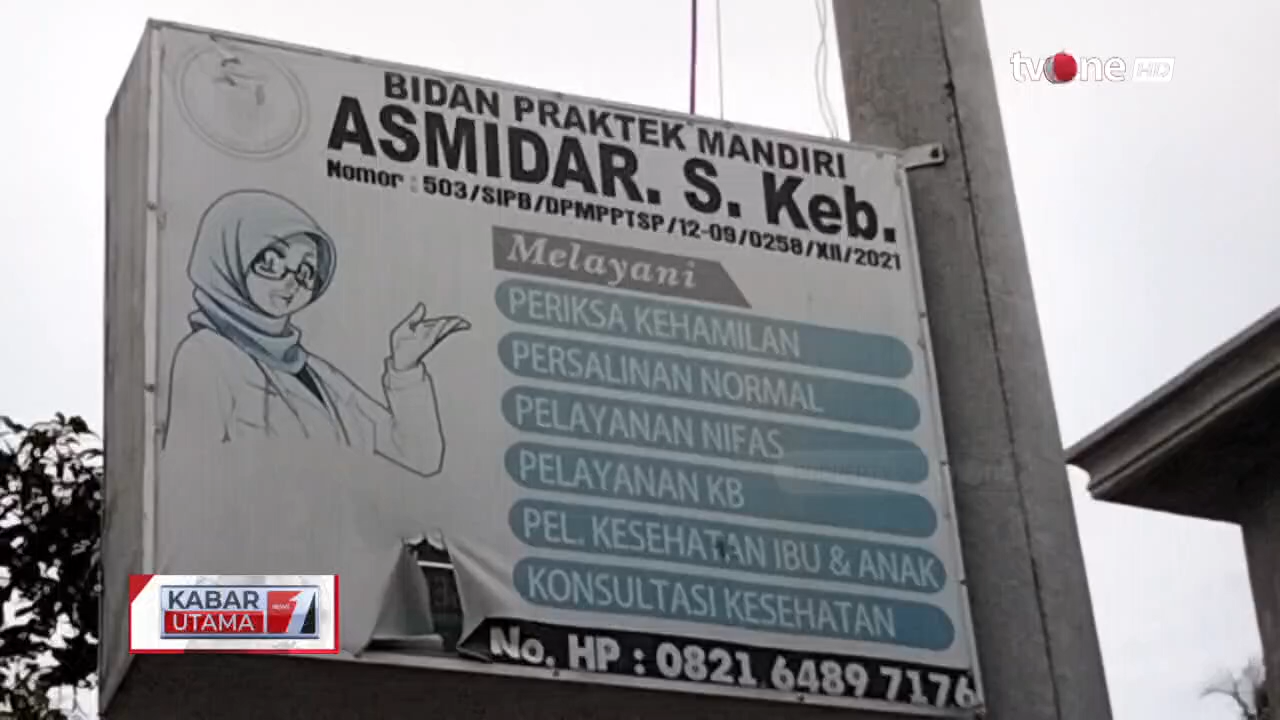 tvOne HD
BIDAN PRAKTEK MANDIRI
ASMIDAR. S. Keb.
Nomor : 503/SIPB/DPMPPTSP/12-09/0258/XII/2021
Melayani
PERIKSA KEHAMILAN
PERSALINAN NORMAL
PELAYANAN NIFAS
PELAYANAN KB
PEL. KESEHATAN IBU & ANAK
KONSULTASI KESEHATAN
No. HP : 0821 6489 7176
KABAR
UTAMA
NEWS 1